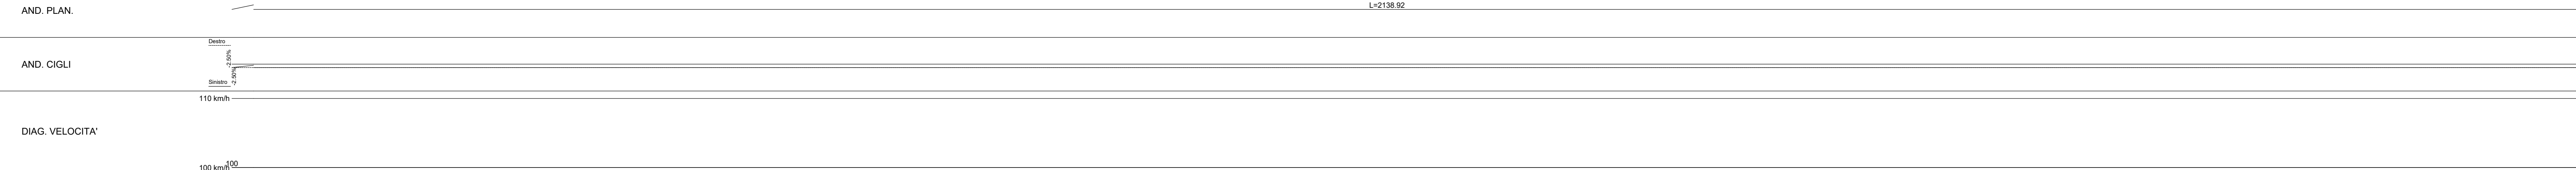 L=2138.92
AND. PLAN.
Destro
-2.50%
AND. CIGLI
-2.50%
Sinistro
110 km/h
DIAG. VELOCITA'
100
100 km/h